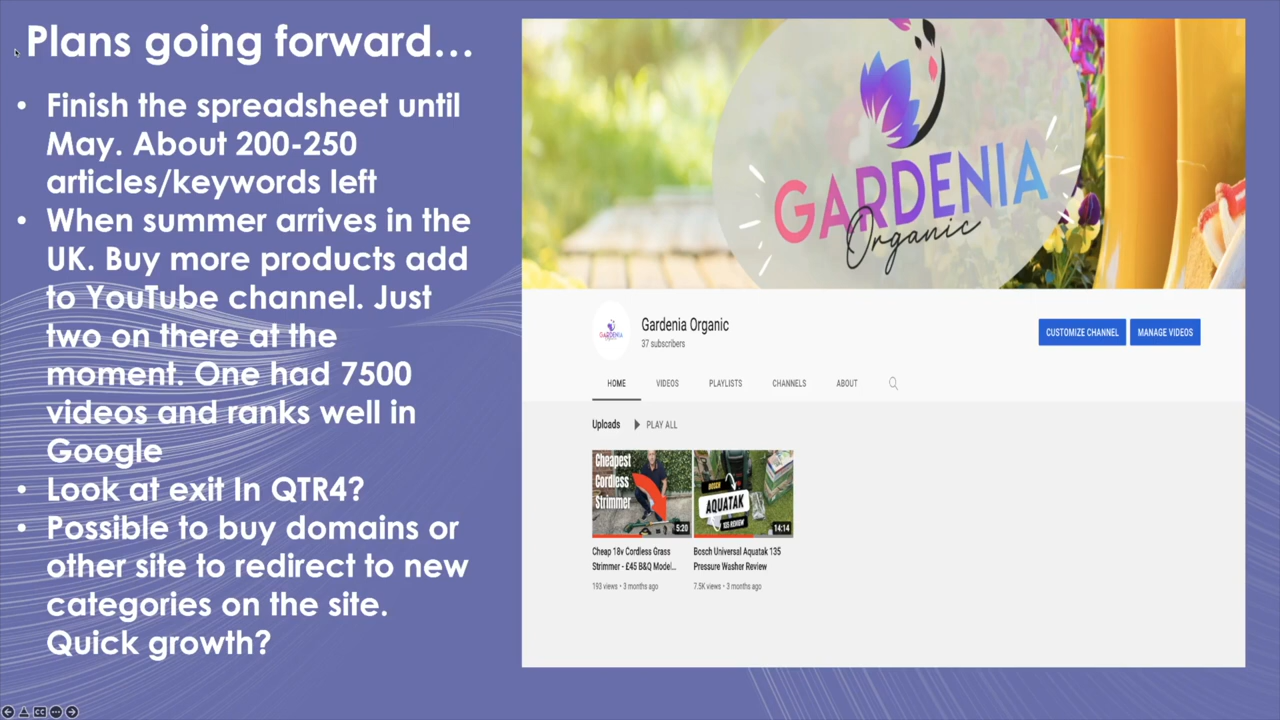 Plans going forward...
• Finish the spreadsheet until
May. About 200-250
articles/keywords left
• When summer arrives in the
UK. Buy more products add
to YouTube channel. Just
two on there at the
moment. One had 7500
videos and ranks well in
Google
• Look at exit In QTR4?
• Possible to buy domains or
other site to redirect to new
categories on the site.
Quick growth?
GARDENIA
Organic
GARDENIA
Gardenia Organic
37 subscribers
CUSTOMIZE CHANNEL
MANAGE VIDEOS
HOME
VIDEOS
PLAYLISTS
CHANNELS
ABOUT
Uploads
PLAY ALL
Cheapest
Cordless
Strimmer
5:20
BOSCH
AQUATAK
135 REVIEW
14:14
Cheap 18v Cordless Grass
Strimmer - £45 B&Q Model...
193 views • 3 months ago
Bosch Universal Aquatak 135
Pressure Washer Review
7.5K views • 3 months ago